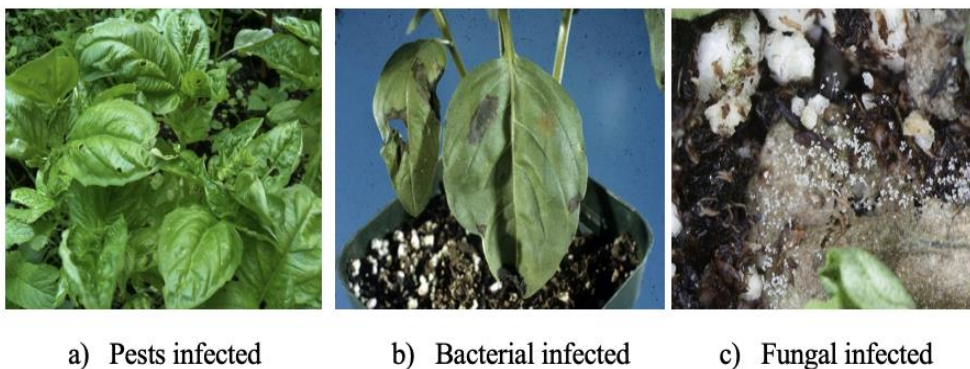 a) Pests infected
b) Bacterial infected
c) Fungal infected